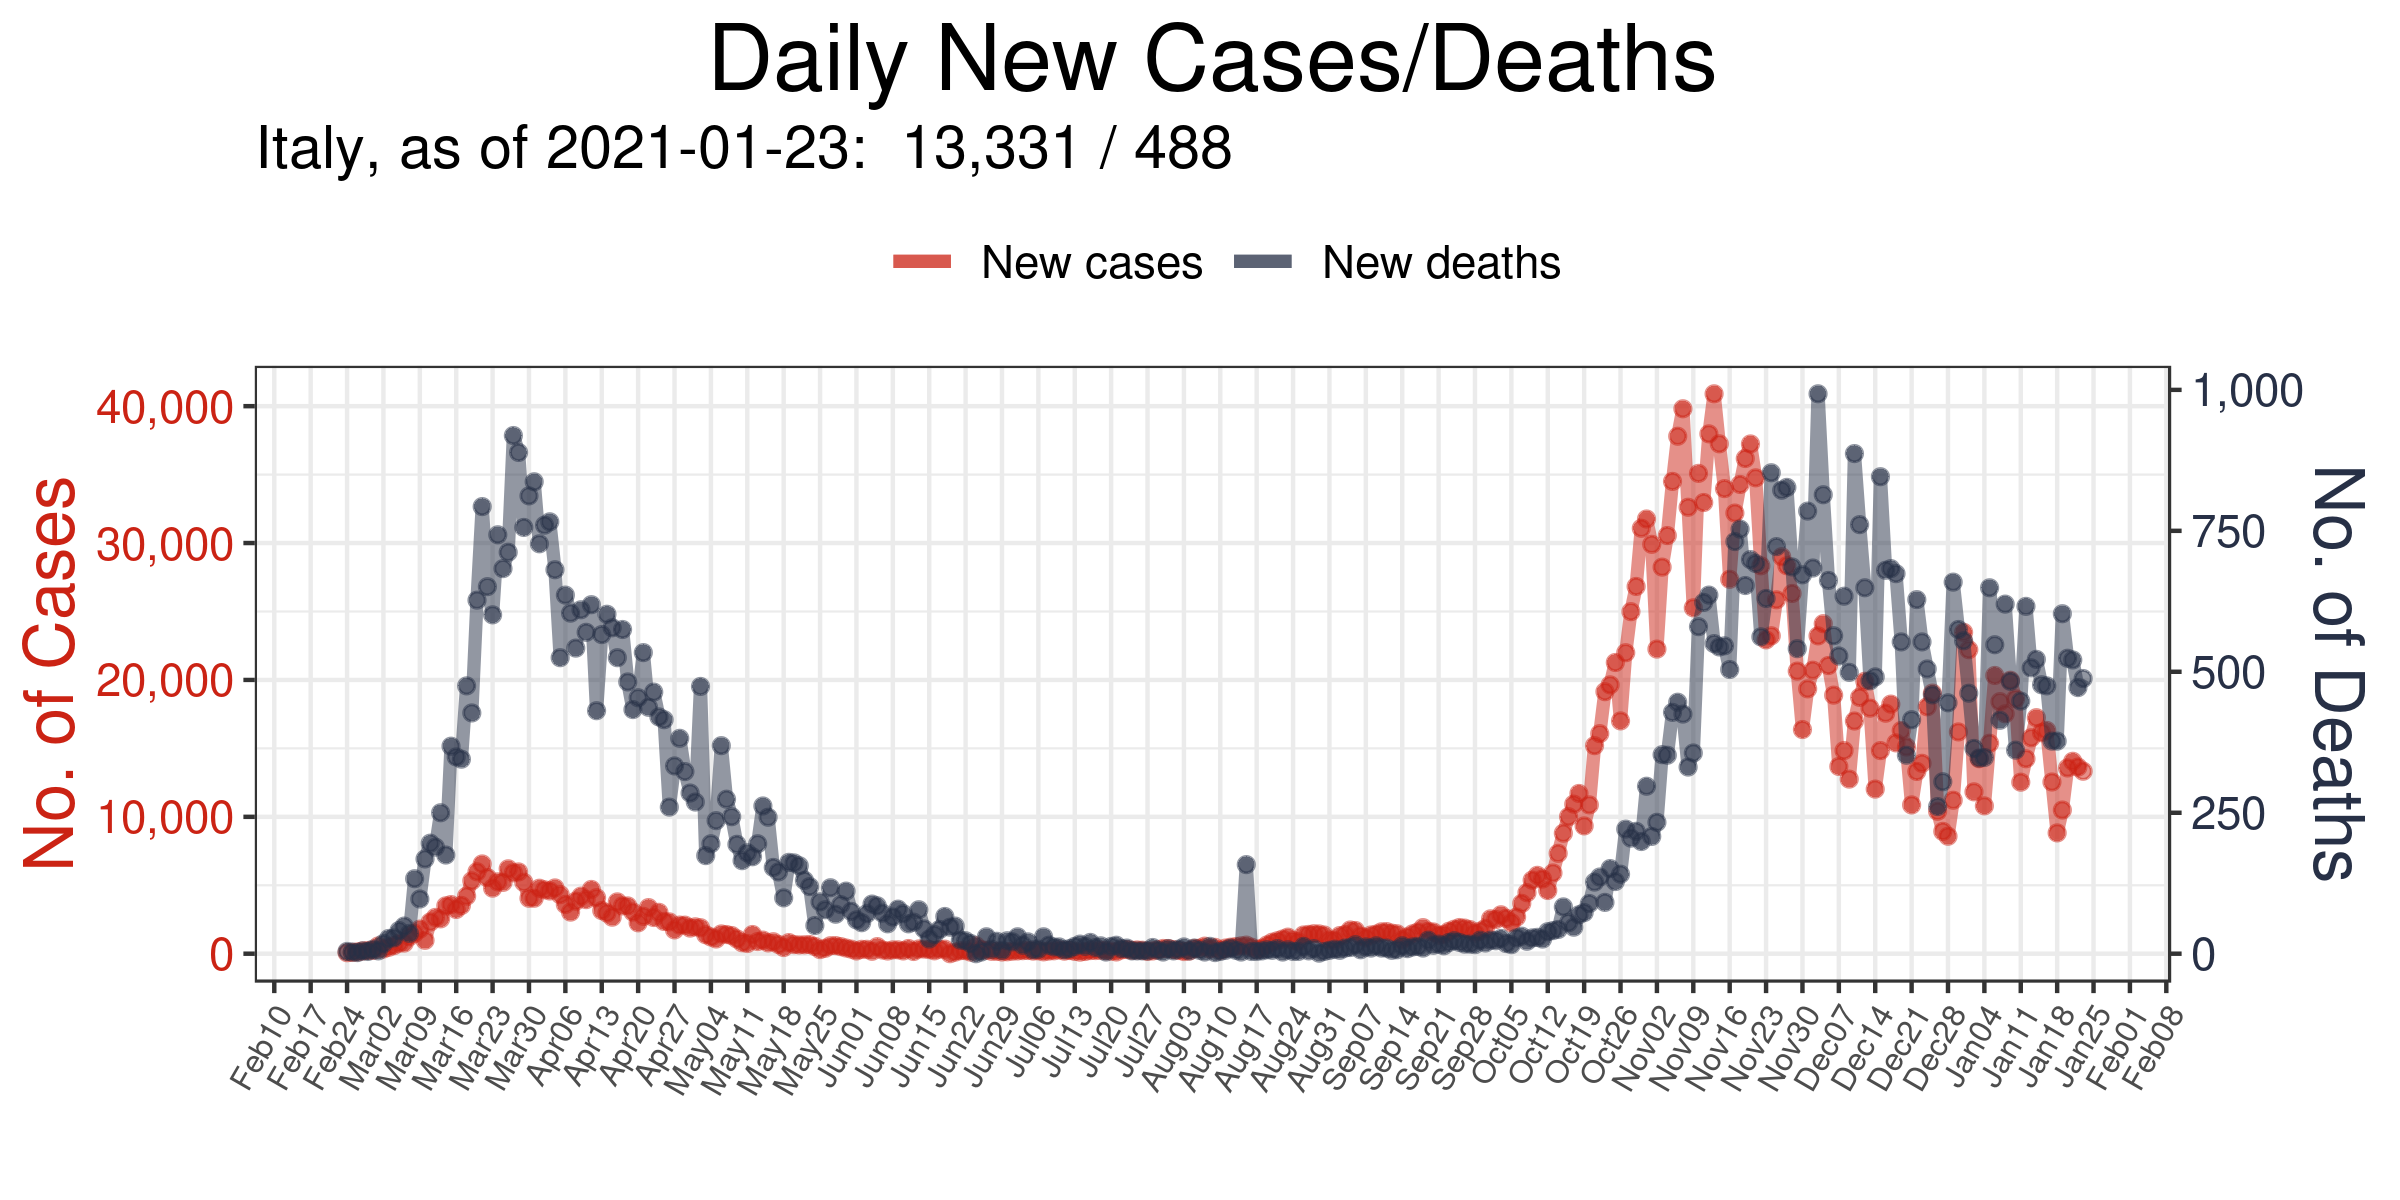 Daily New Cases/Deaths
Italy, as of 2021-01-23:  13,331 / 488
New cases
New deaths
No. of Cases
40,000
30,000
20,000
10,000
0
1,000
750
500
250
0
No. of Deaths
Feb10
Feb17
Feb24
Mar02
Mar09
Mar16
Mar23
Mar30
Apr06
Apr13
Apr20
Apr27
May04
May11
May18
May25
Jun01
Jun08
Jun15
Jun22
Jun29
Jul06
Jul13
Jul20
Jul27
Aug03
Aug10
Aug17
Aug24
Aug31
Sep07
Sep14
Sep21
Sep28
Oct05
Oct12
Oct19
Oct26
Nov02
Nov09
Nov16
Nov23
Nov30
Dec07
Dec14
Dec21
Dec28
Jan04
Jan11
Jan18
Jan25
Feb01
Feb08